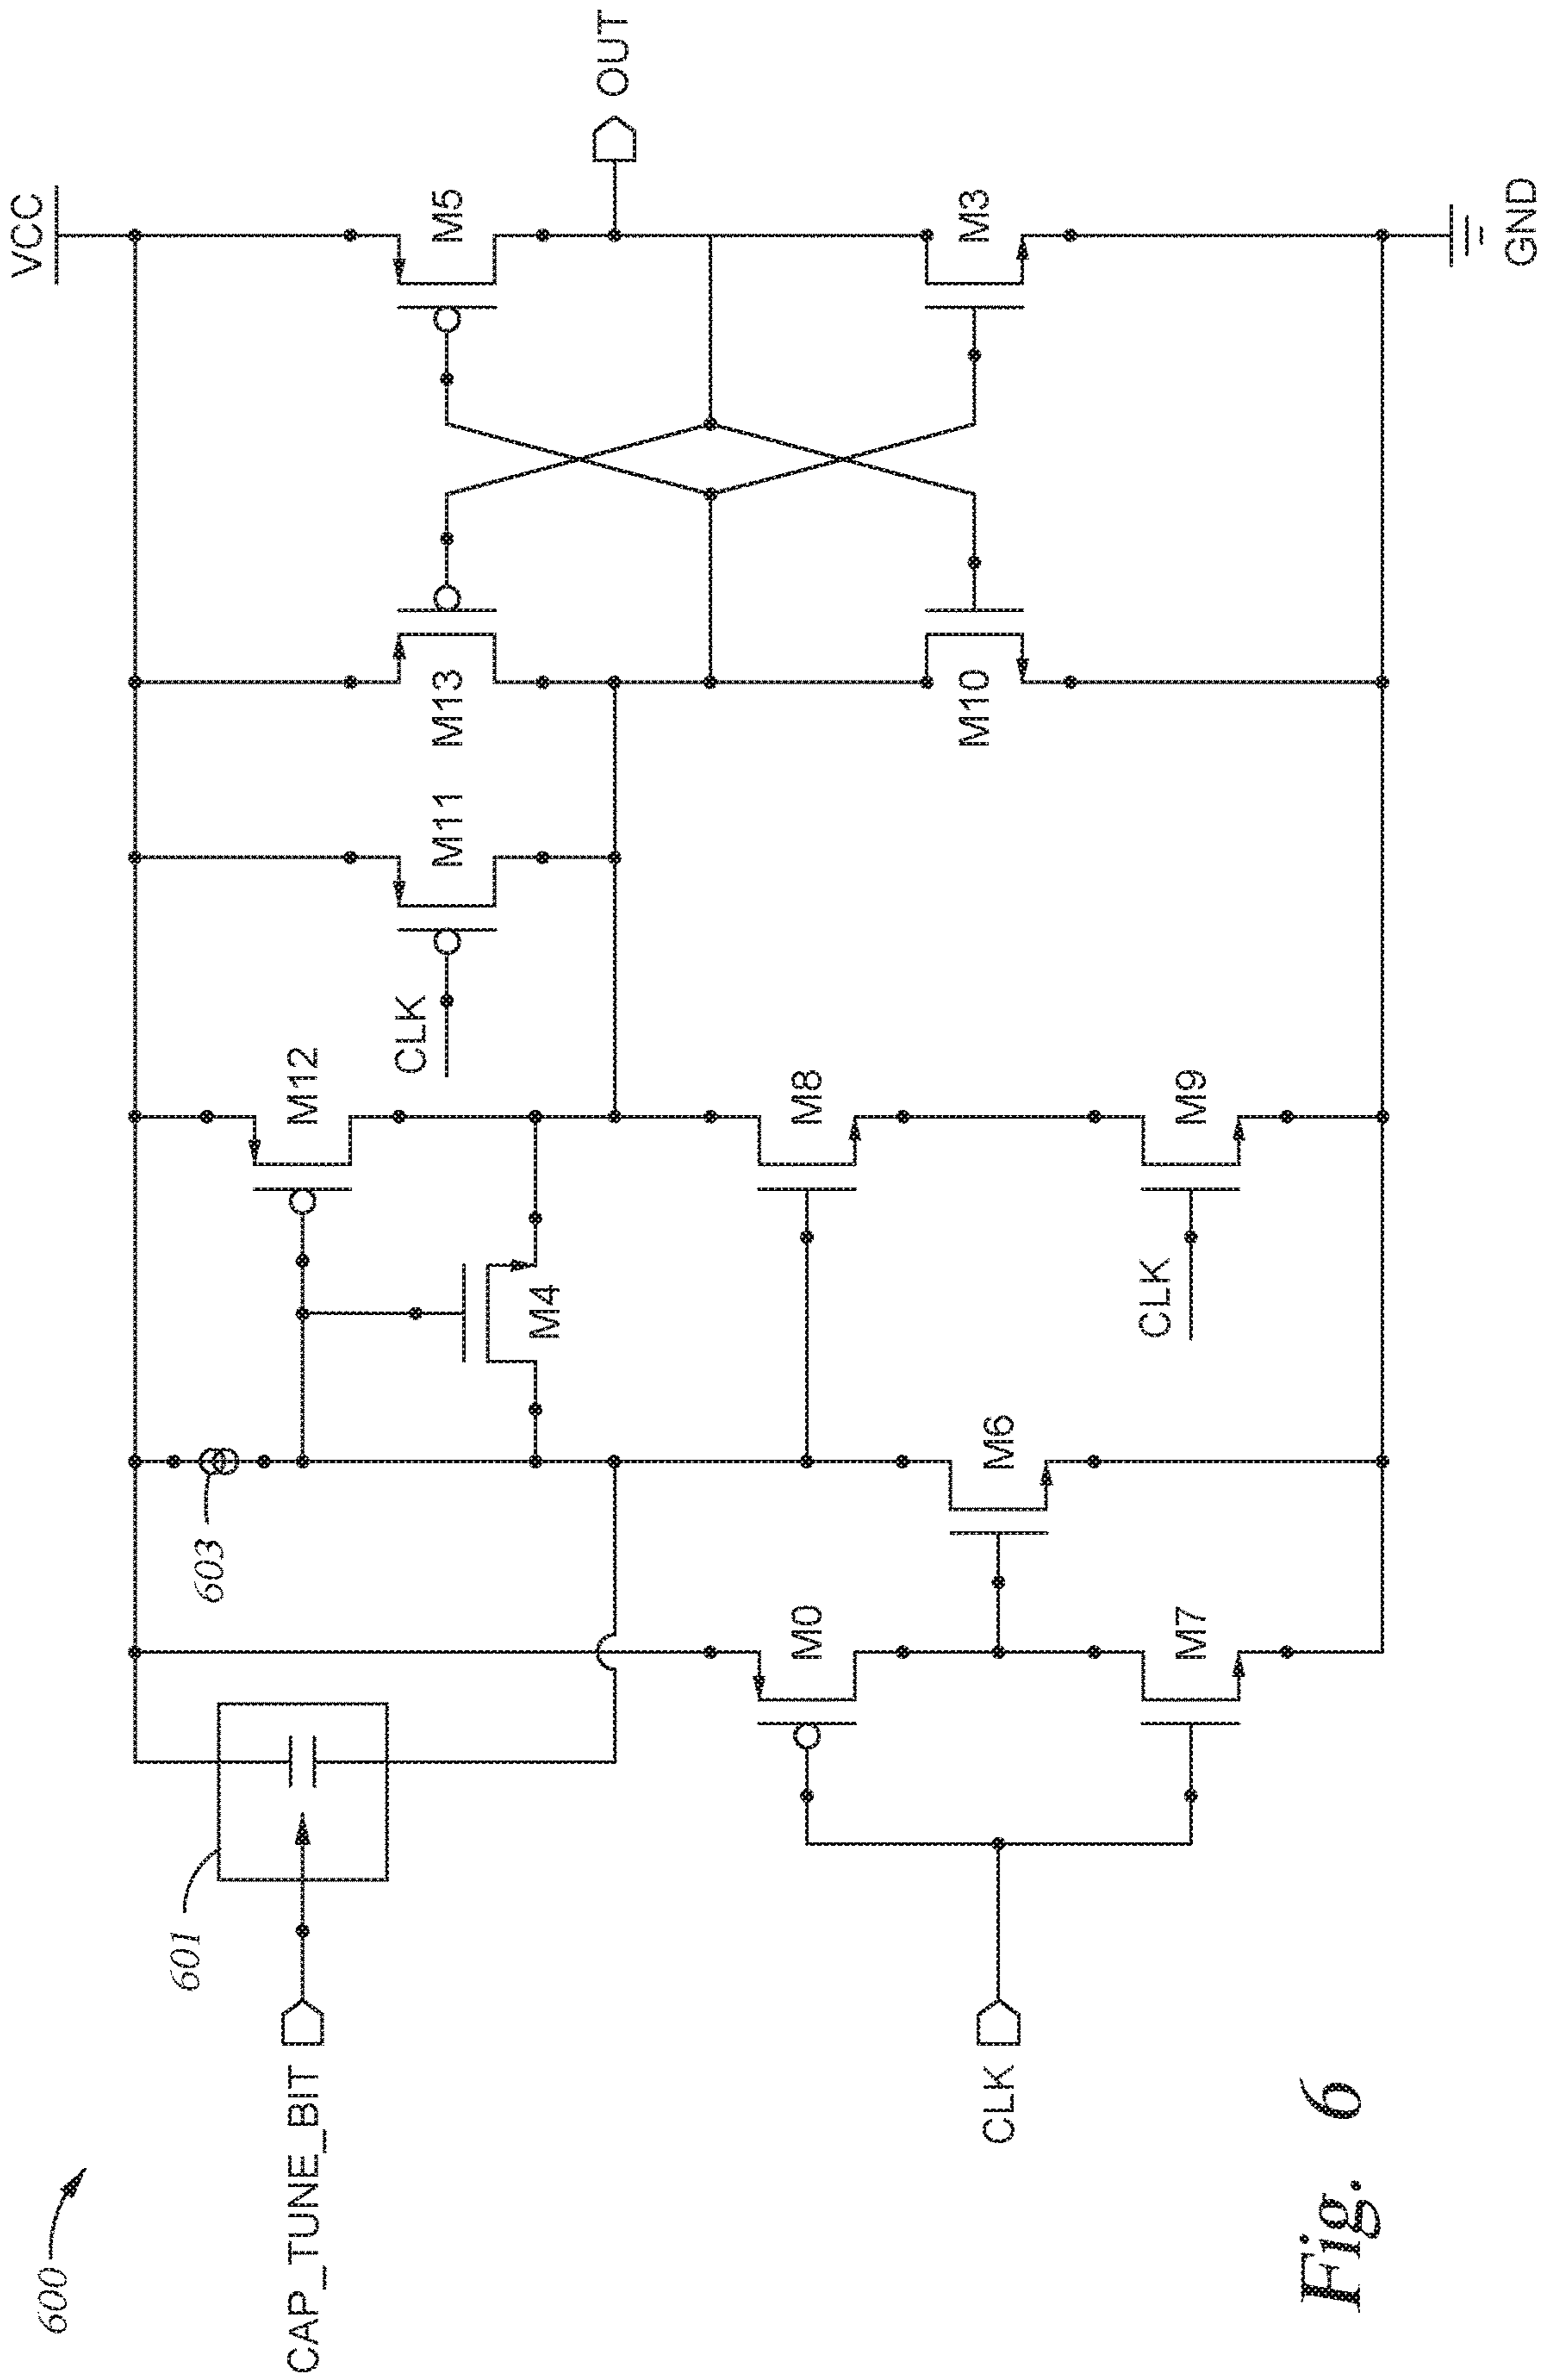 600
CAP_TUNE_BIT
601
603
VCC
M12
CLK
M11
M13
M5
OUT
M4
M0
M6
M8
M10
M3
CLK
M7
CLK
M9
GND
Fig. 6